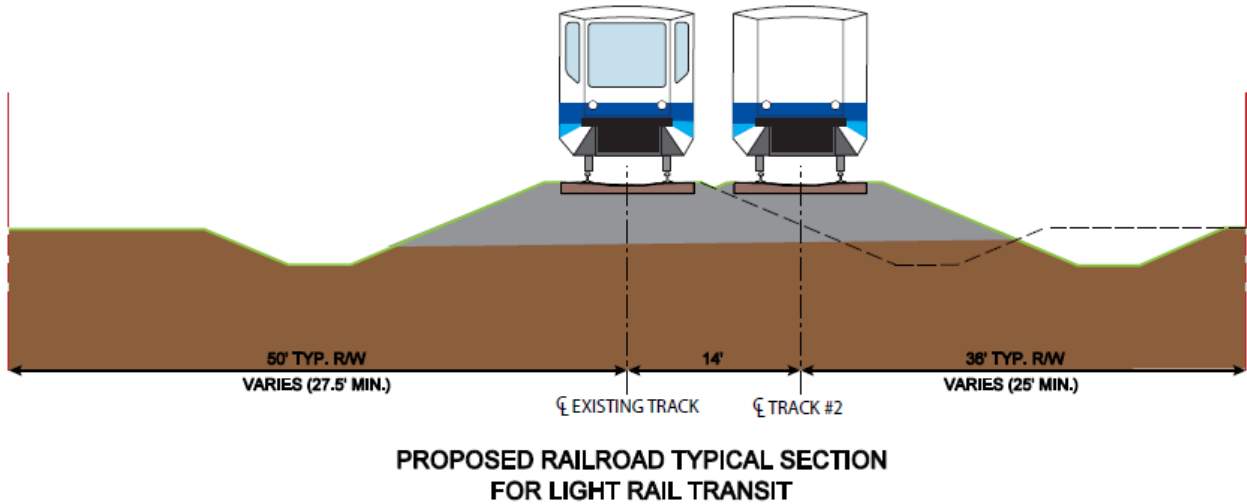 50' TYP. R/W
VARIES (27.5' MIN.)
14'
36' TYP. R/W
VARIES (25' MIN.)
℄ EXISTING TRACK
℄ TRACK #2
PROPOSED RAILROAD TYPICAL SECTION
FOR LIGHT RAIL TRANSIT